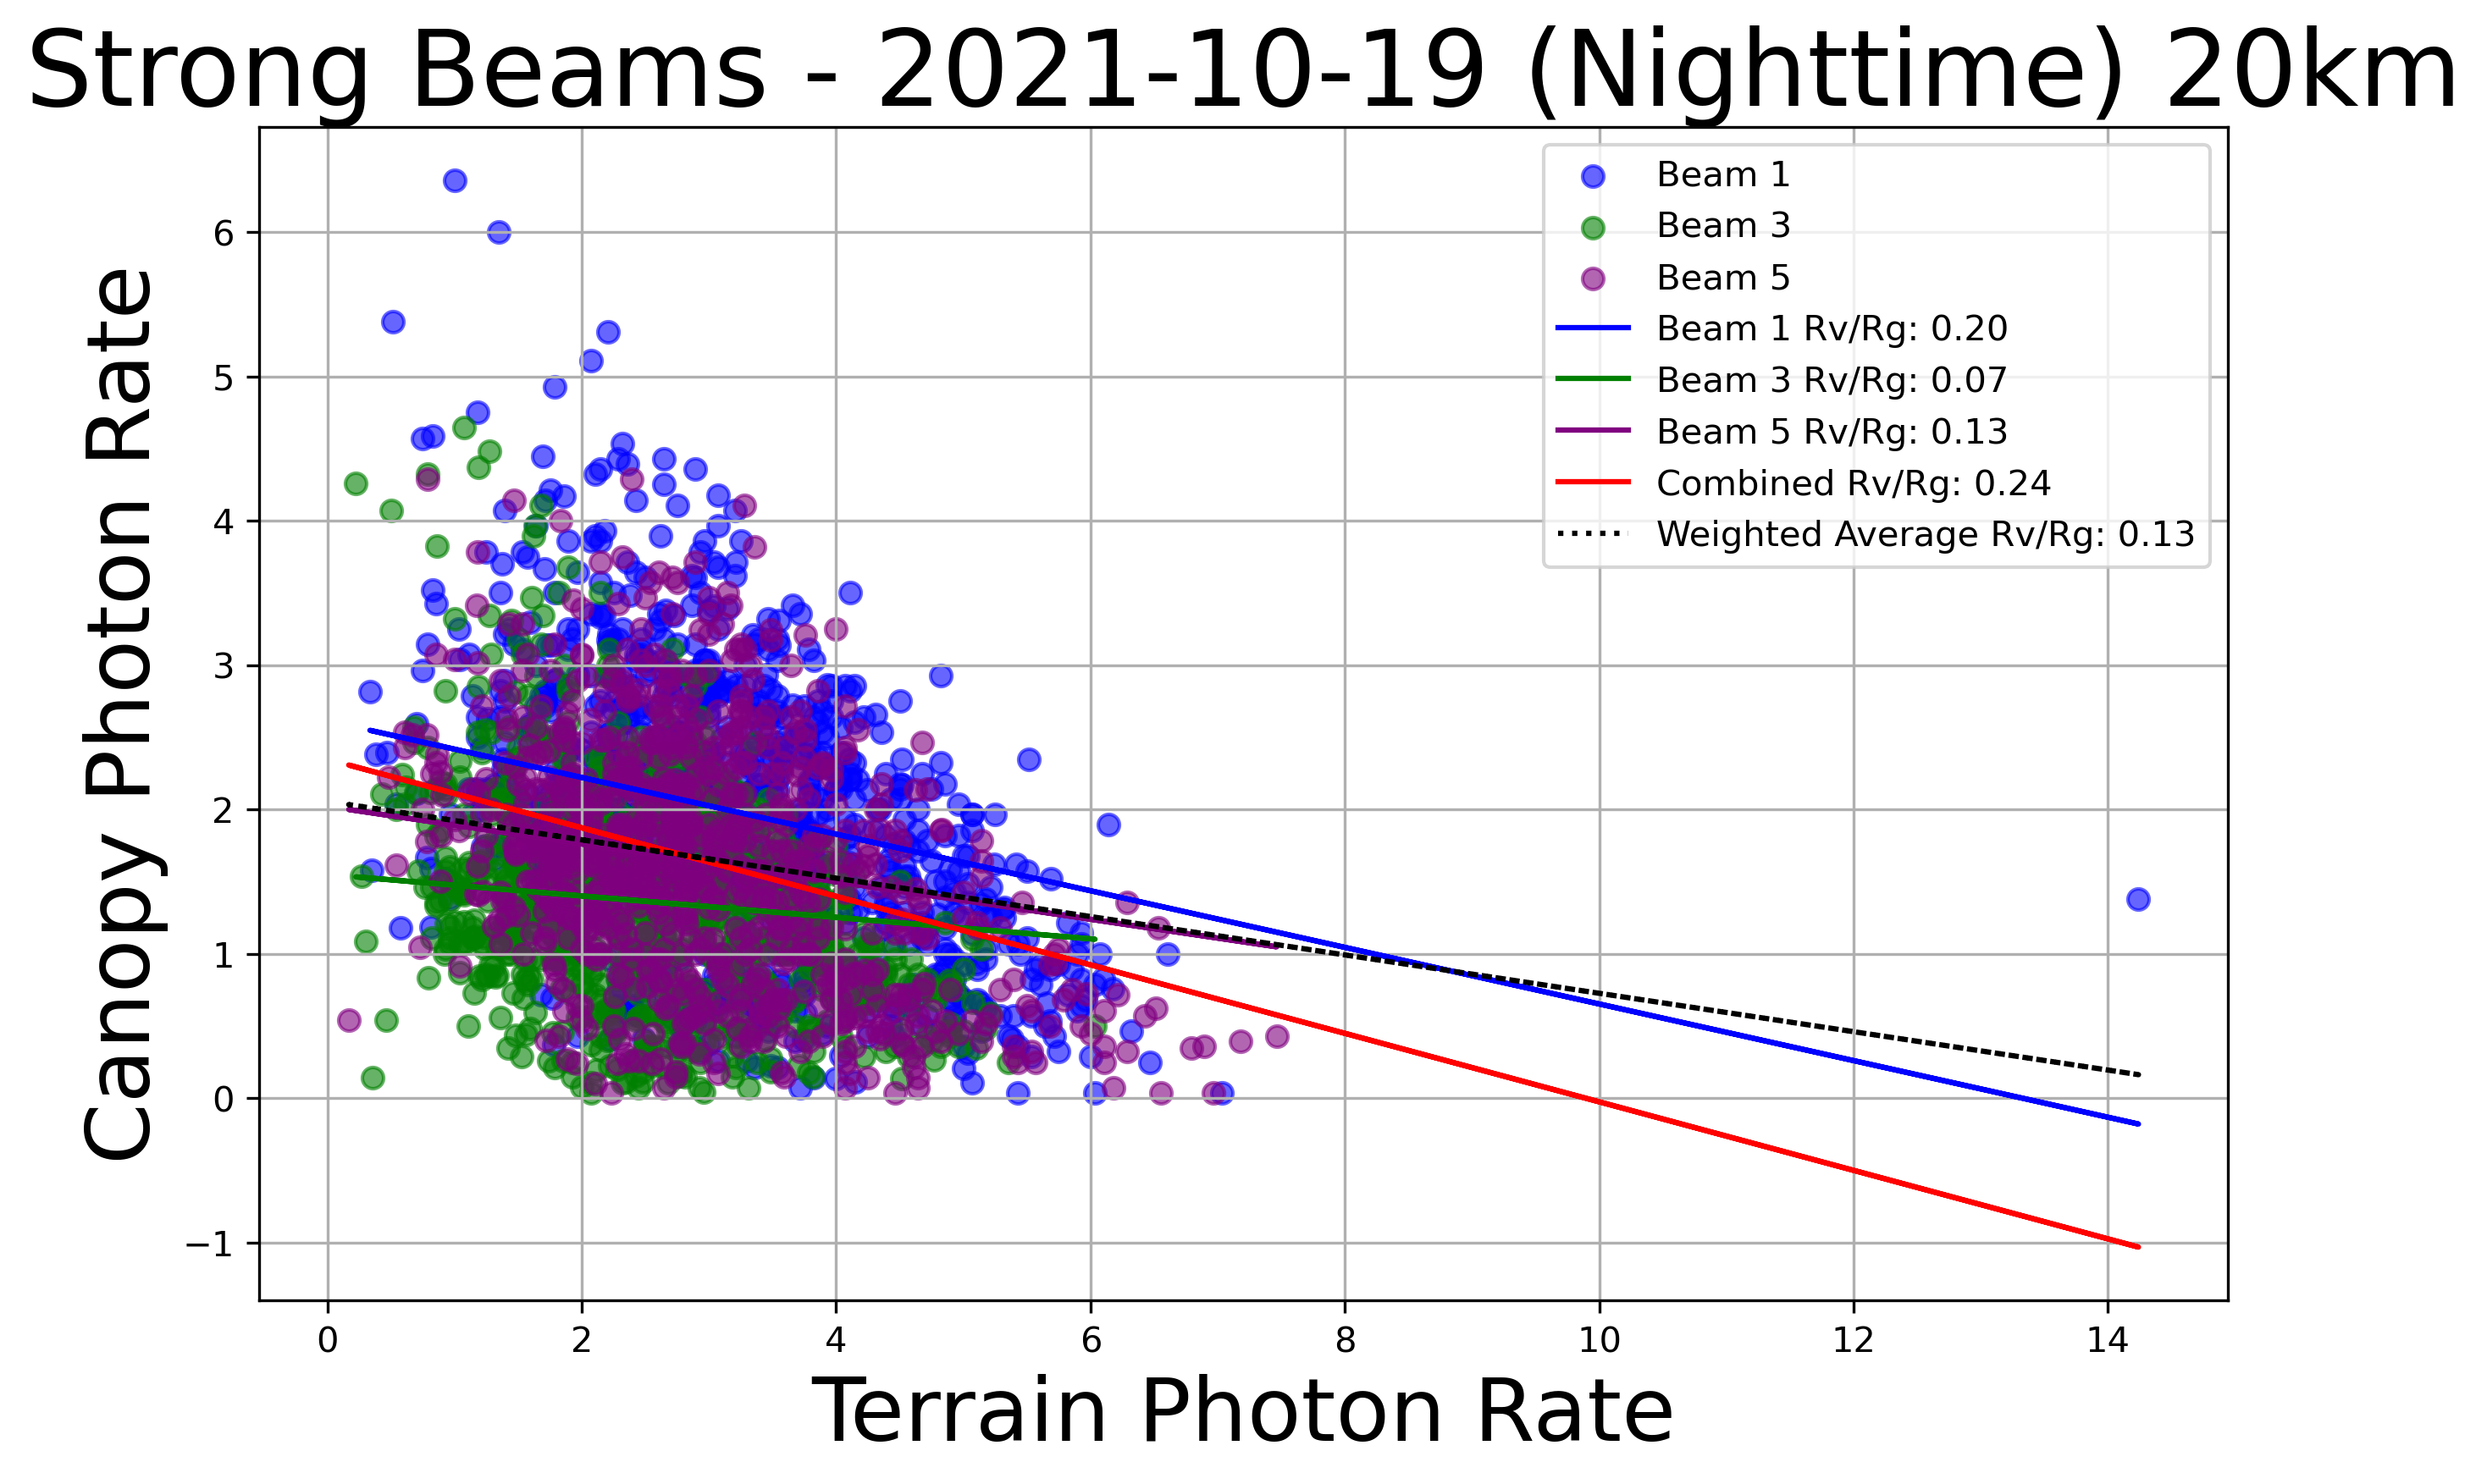 Strong Beams - 2021-10-19 (Nighttime) 20km
Beam 1
Beam 3
Beam 5
Beam 1 Rv/Rg: 0.20
Beam 3 Rv/Rg: 0.07
Beam 5 Rv/Rg: 0.13
Combined Rv/Rg: 0.24
Weighted Average Rv/Rg: 0.13
Canopy Photon Rate
6
5
4
3
2
1
0
−1
0 2 4 6 8 10 12 14
Terrain Photon Rate